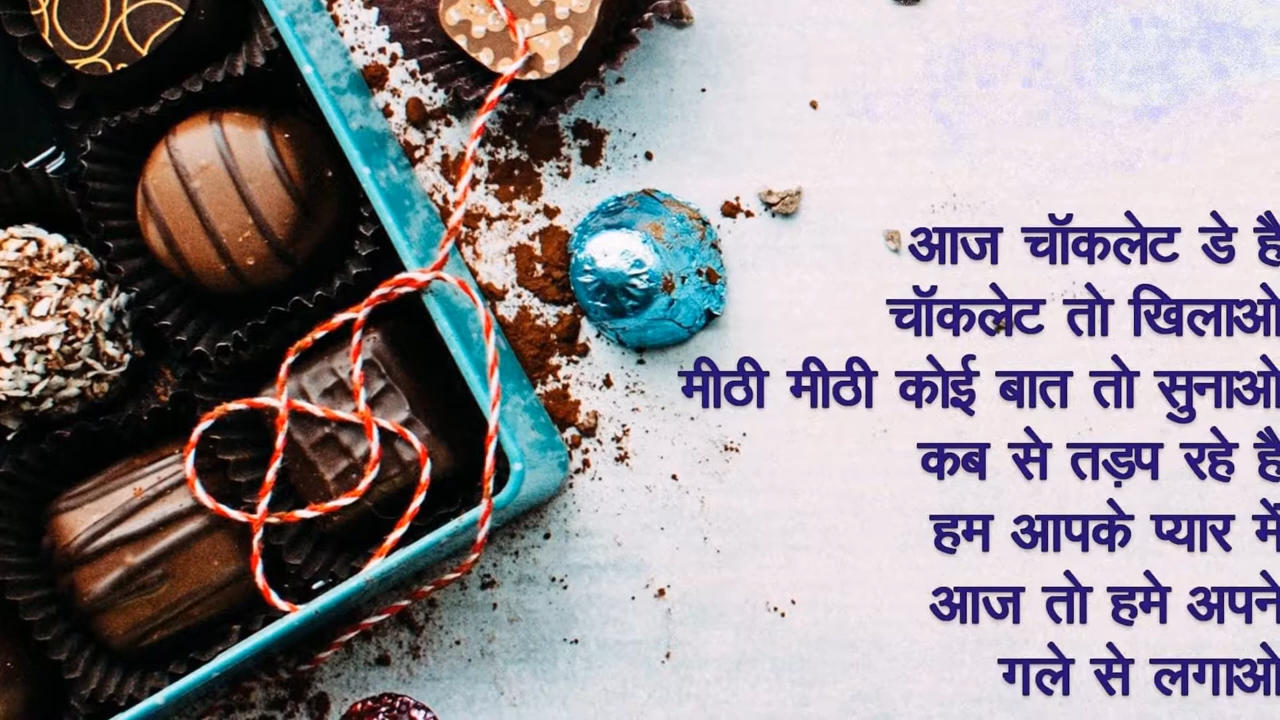 आज चॉकलेट डे है
चॉकलेट तो खिलाओ
मीठी मीठी कोई बात तो सुनाओ
कब से तड़प रहे है
हम आपके प्यार में
आज तो हमे अपने
गले से लगाओ